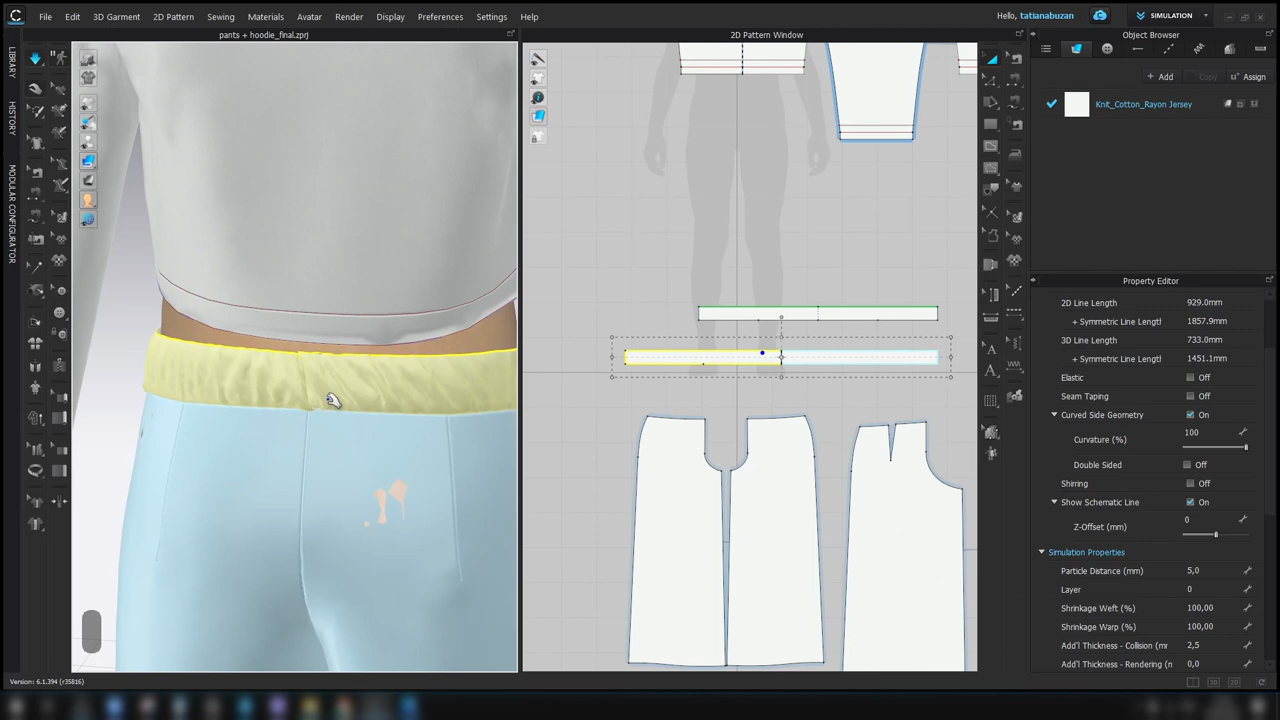 File Edit 3D Garment 2D Pattern Sewing Materials Avatar Render Display Preferences Settings Help
Hello, tatianabuzan SIMULATION
pants + hoodie_final.zprj
2D Pattern Window
Object Browser
LIBRARY
HISTORY
MODULAR CONFIGURATOR
+ Add Copy Assign
Knit_Cotton_Rayon Jersey
Property Editor
2D Line Length 929.0mm
+ Symmetric Line Lengtl 1857.9mm
3D Line Length 733.0mm
+ Symmetric Line Lengtl 1451.1mm
Elastic Off
Seam Taping Off
Curved Side Geometry On
Curvature (%) 100
Double Sided Off
Shirring Off
Show Schematic Line On
Z-Offset (mm) 0
Simulation Properties
Particle Distance (mm) 5,0
Layer 0
Shrinkage Weft (%) 100,00
Shrinkage Warp (%) 100,00
Add'l Thickness - Collision (mr 2,5
Add'l Thickness - Rendering (n 0,0
Version: 6.1.394 (r35816)
3D 2D